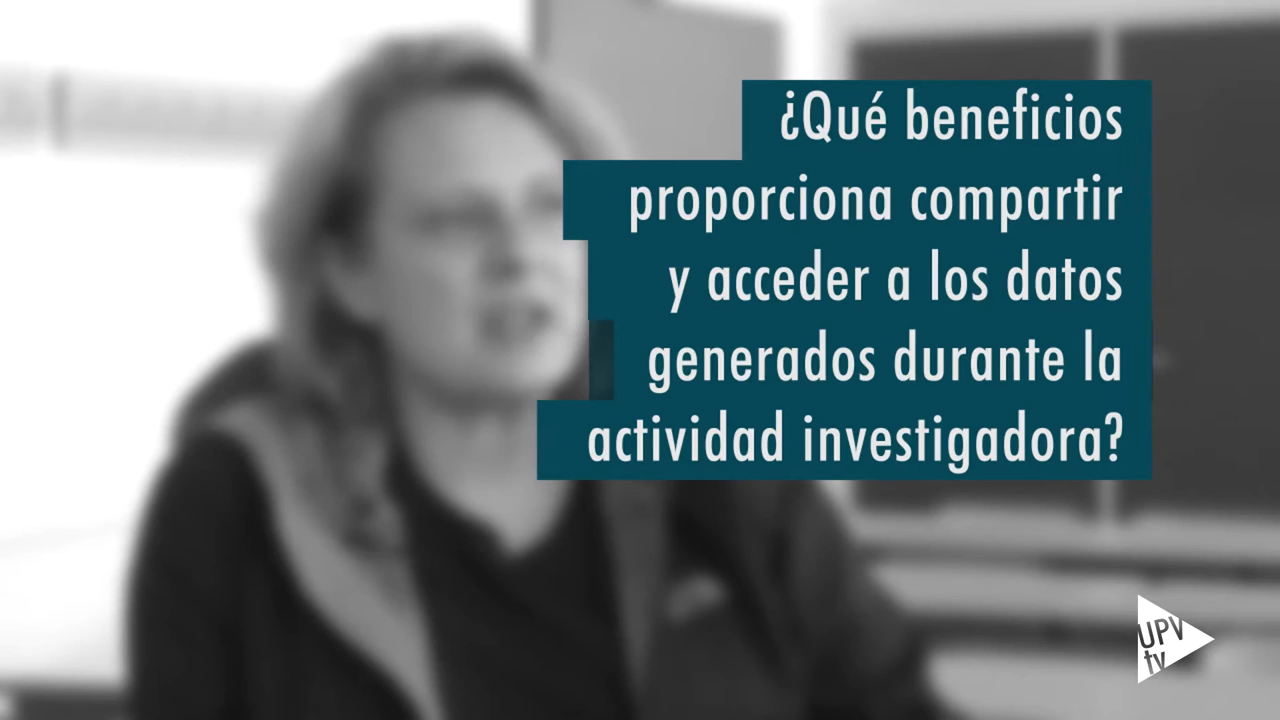 ¿Qué beneficios
proporciona compartir
y acceder a los datos
generados durante la
actividad investigadora?
UPV
tv